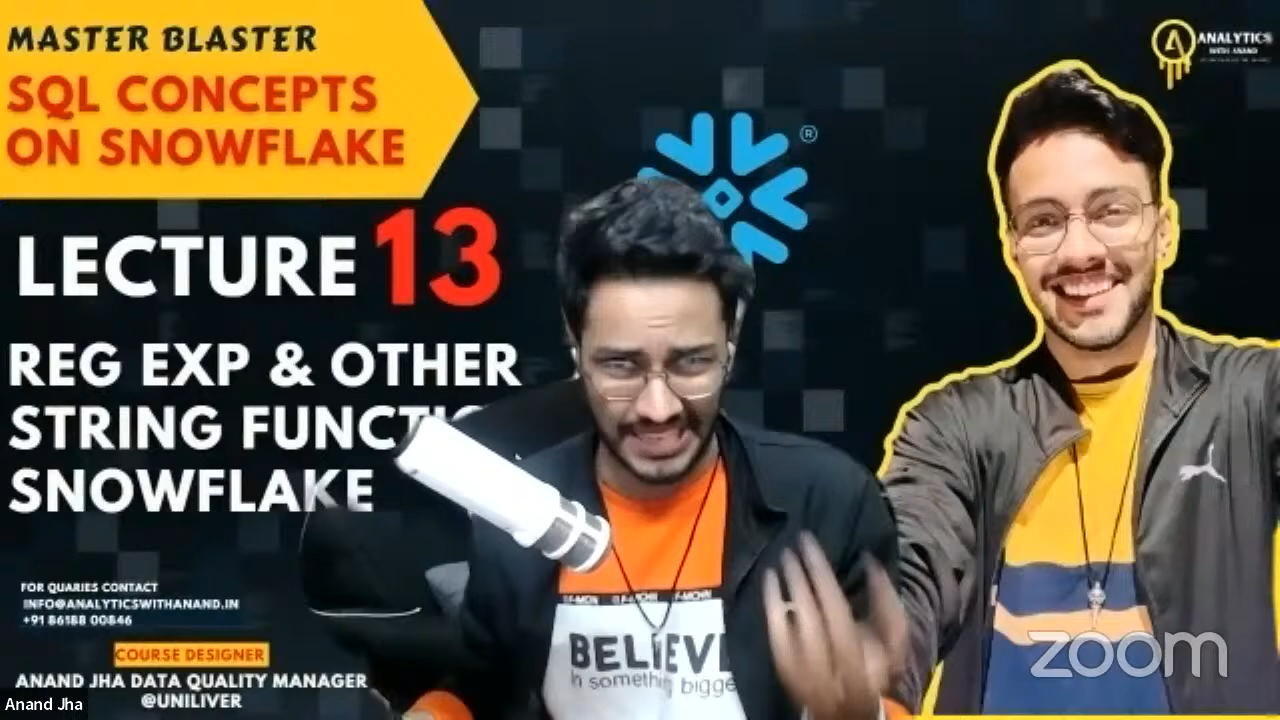 MASTER BLASTER
SQL CONCEPTS
ON SNOWFLAKE
ANALYTICS
WITH ANAND
®
LECTURE 13
REG EXP & OTHER
STRING FUNCTIO
SNOWFLAKE
FOR QUARIES CONTACT
INFO@ANALYTICSWITHANAND.IN
+91 86188 00846
COURSE DESIGNER
ANAND JHA DATA QUALITY MANAGER
@UNILIVER
Anand Jha
BELIEVE
In something bigge
zoom